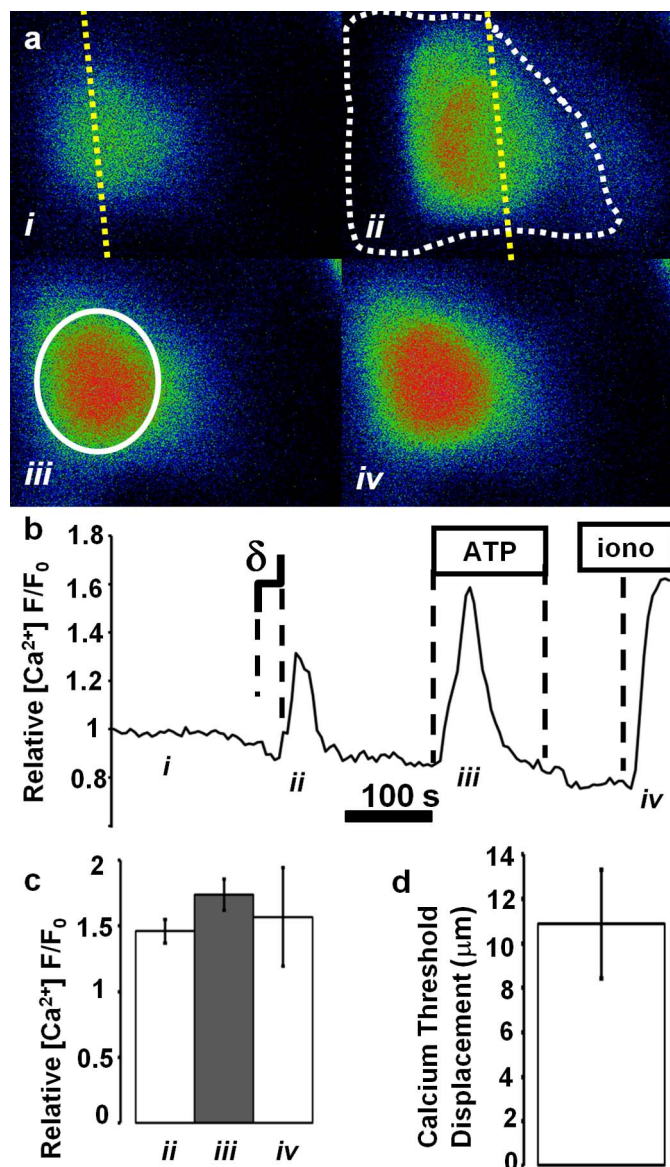 a
i
ii
iii
iv
b
Relative [Ca²⁺] F/F₀
1.8
1.6
1.4
1.2
1
0.8
δ
ATP
iono
i
ii
iii
iv
100 s
c
Relative [Ca²⁺] F/F₀
2
1.5
1
0.5
0
ii
iii
iv
d
Calcium Threshold
Displacement (μm)
14
12
10
8
6
4
2
0